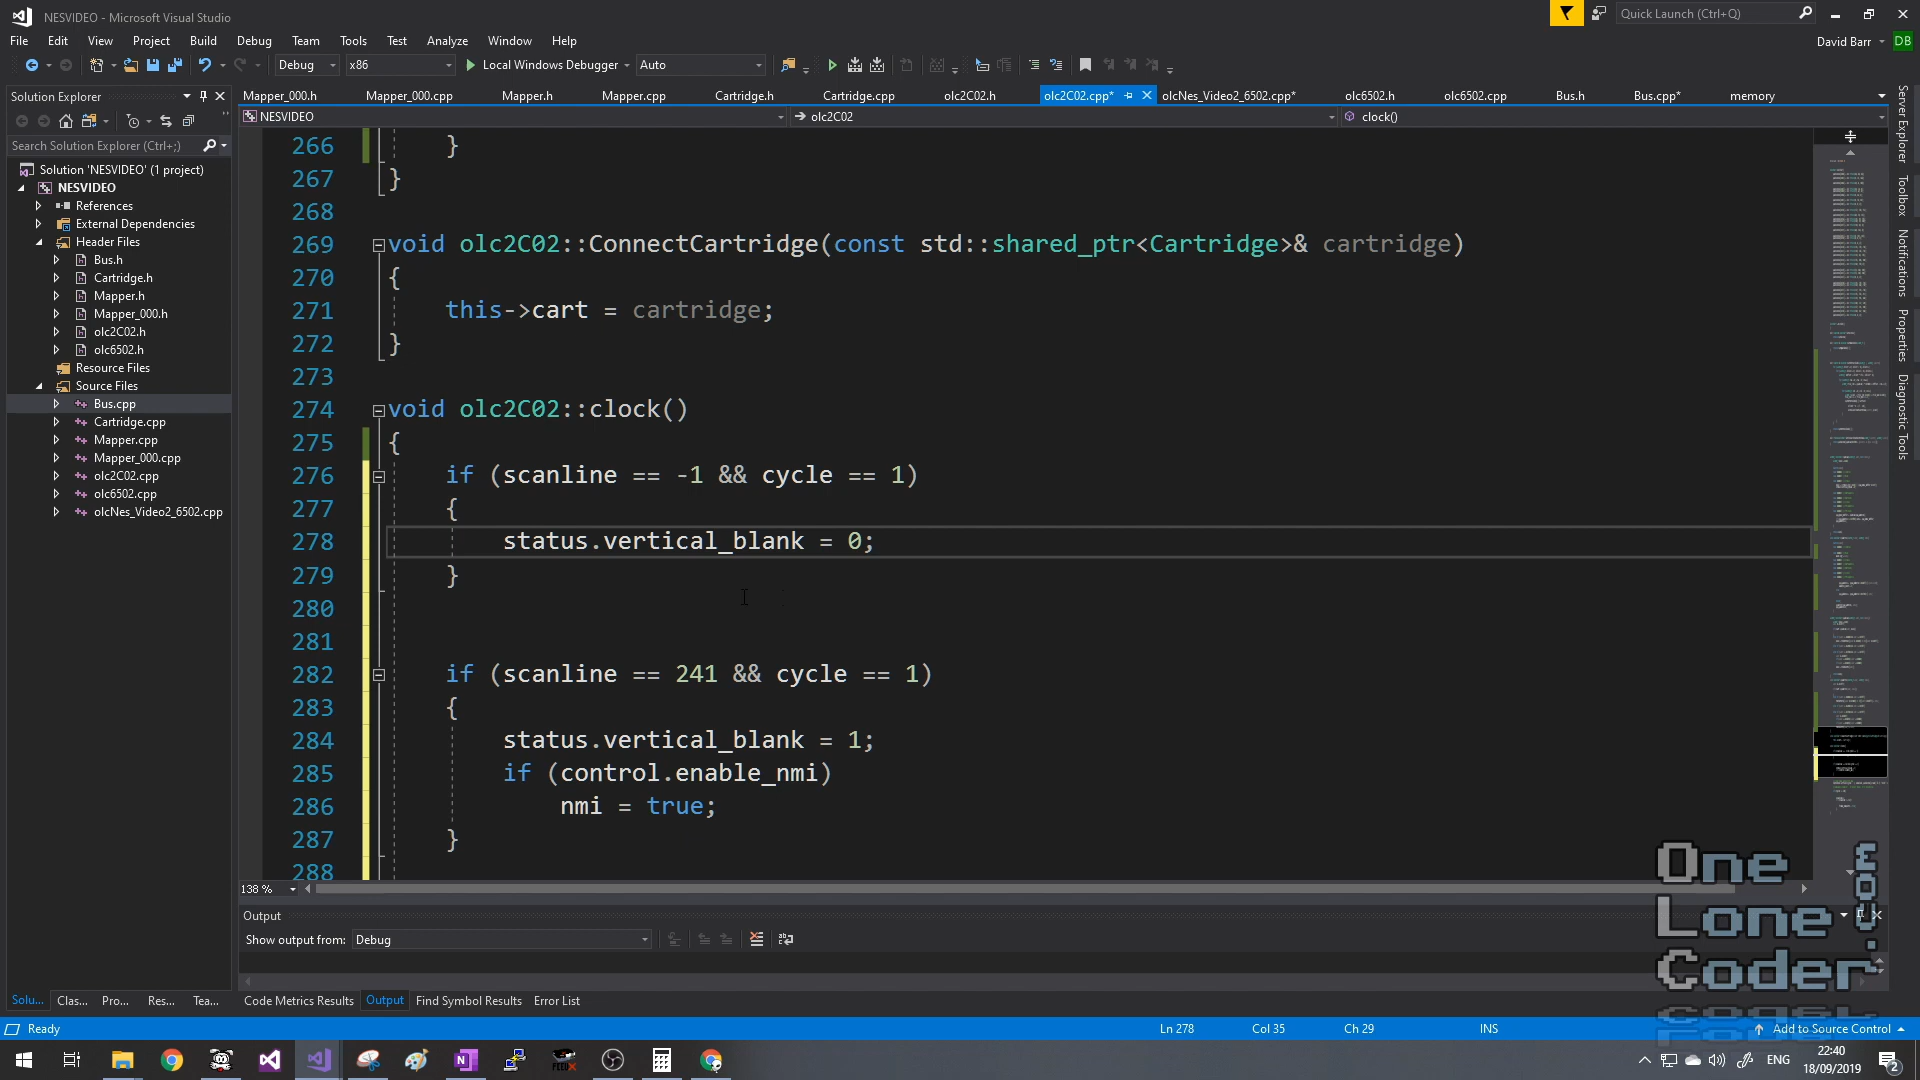 NESVIDEO - Microsoft Visual Studio
Quick Launch (Ctrl+Q)
File Edit View Project Build Debug Team Tools Test Analyze Window Help
David Barr DB
Debug x86 Local Windows Debugger Auto
Solution Explorer
Mapper_000.h Mapper_000.cpp Mapper.h Mapper.cpp Cartridge.h Cartridge.cpp olc2C02.h olc2C02.cpp* olcNes_Video2_6502.cpp* olc6502.h olc6502.cpp Bus.h Bus.cpp* memory
NESVIDEO olc2C02 clock()
Search Solution Explorer (Ctrl+;)
Solution 'NESVIDEO' (1 project)
NESVIDEO
References
External Dependencies
Header Files
Bus.h
Cartridge.h
Mapper.h
Mapper_000.h
olc2C02.h
olc6502.h
Resource Files
Source Files
Bus.cpp
Cartridge.cpp
Mapper.cpp
Mapper_000.cpp
olc2C02.cpp
olc6502.cpp
olcNes_Video2_6502.cpp
266 }
267 }
268
269 void olc2C02::ConnectCartridge(const std::shared_ptr<Cartridge>& cartridge)
270 {
271 this->cart = cartridge;
272 }
273
274 void olc2C02::clock()
275 {
276 if (scanline == -1 && cycle == 1)
277 {
278 status.vertical_blank = 0;
279 }
280
281
282 if (scanline == 241 && cycle == 1)
283 {
284 status.vertical_blank = 1;
285 if (control.enable_nmi)
286 nmi = true;
287 }
288
Server Explorer
Toolbox
Notifications
Properties
Diagnostic Tools
138 %
Output
Show output from: Debug
One
Lone
Coder
.com
Solu... Clas... Pro... Res... Tea...
Code Metrics Results Output Find Symbol Results Error List
Ready Ln 278 Col 35 Ch 29 INS Add to Source Control
ENG
22:40
18/09/2019
2